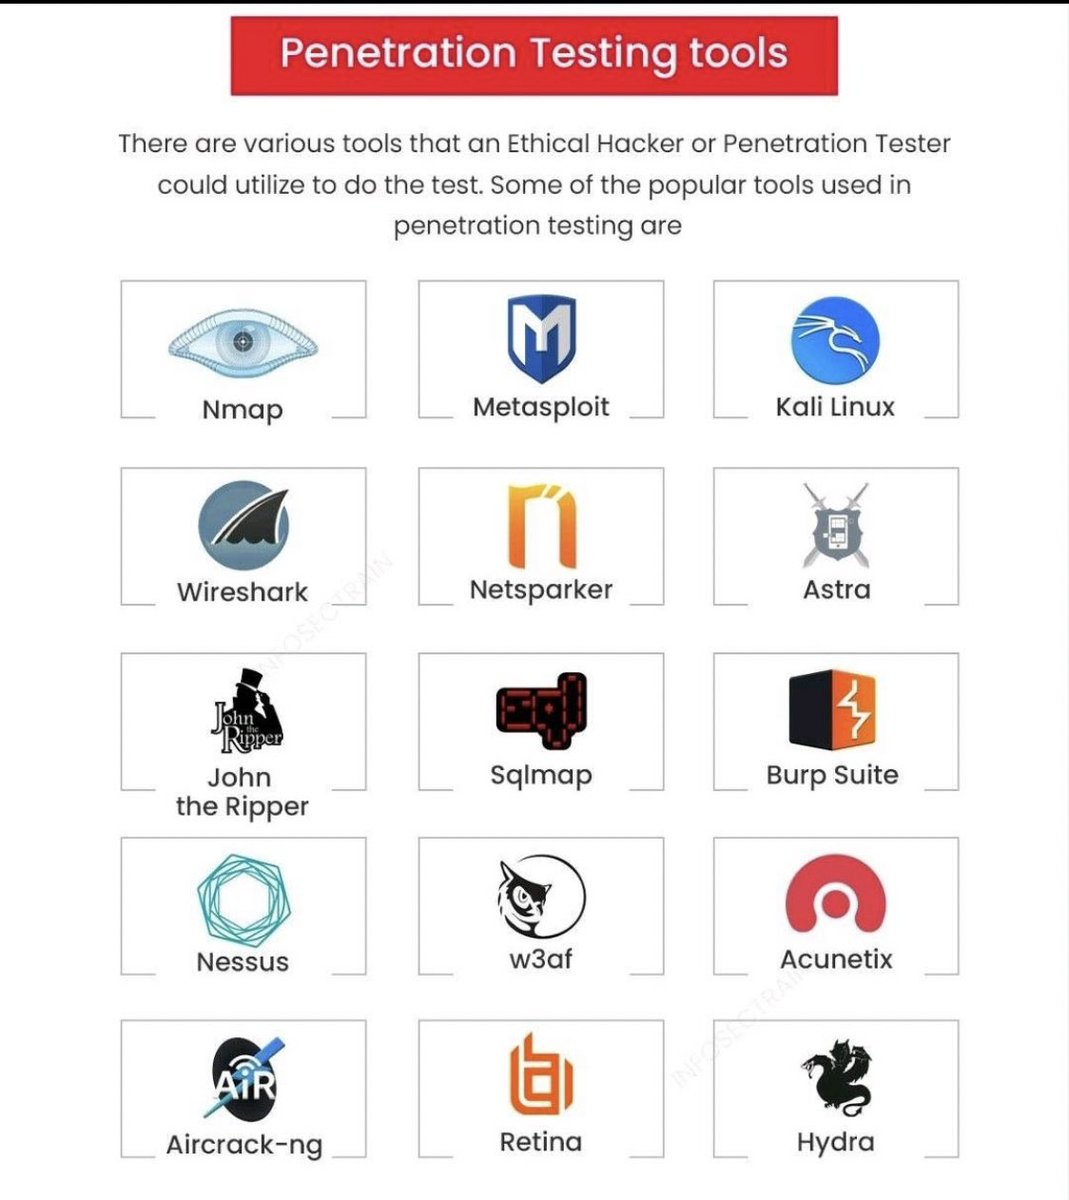 Penetration Testing tools
There are various tools that an Ethical Hacker or Penetration Tester
could utilize to do the test. Some of the popular tools used in
penetration testing are
Nmap
M
Metasploit
Kali Linux
Wireshark
n
Netsparker
Astra
INFOSECTRAIN
John
the
Ripper
John
the Ripper
sql
Sqlmap
Burp Suite
Nessus
w3af
Acunetix
INFOSECTRAIN
AiR
Aircrack-ng
Retina
Hydra